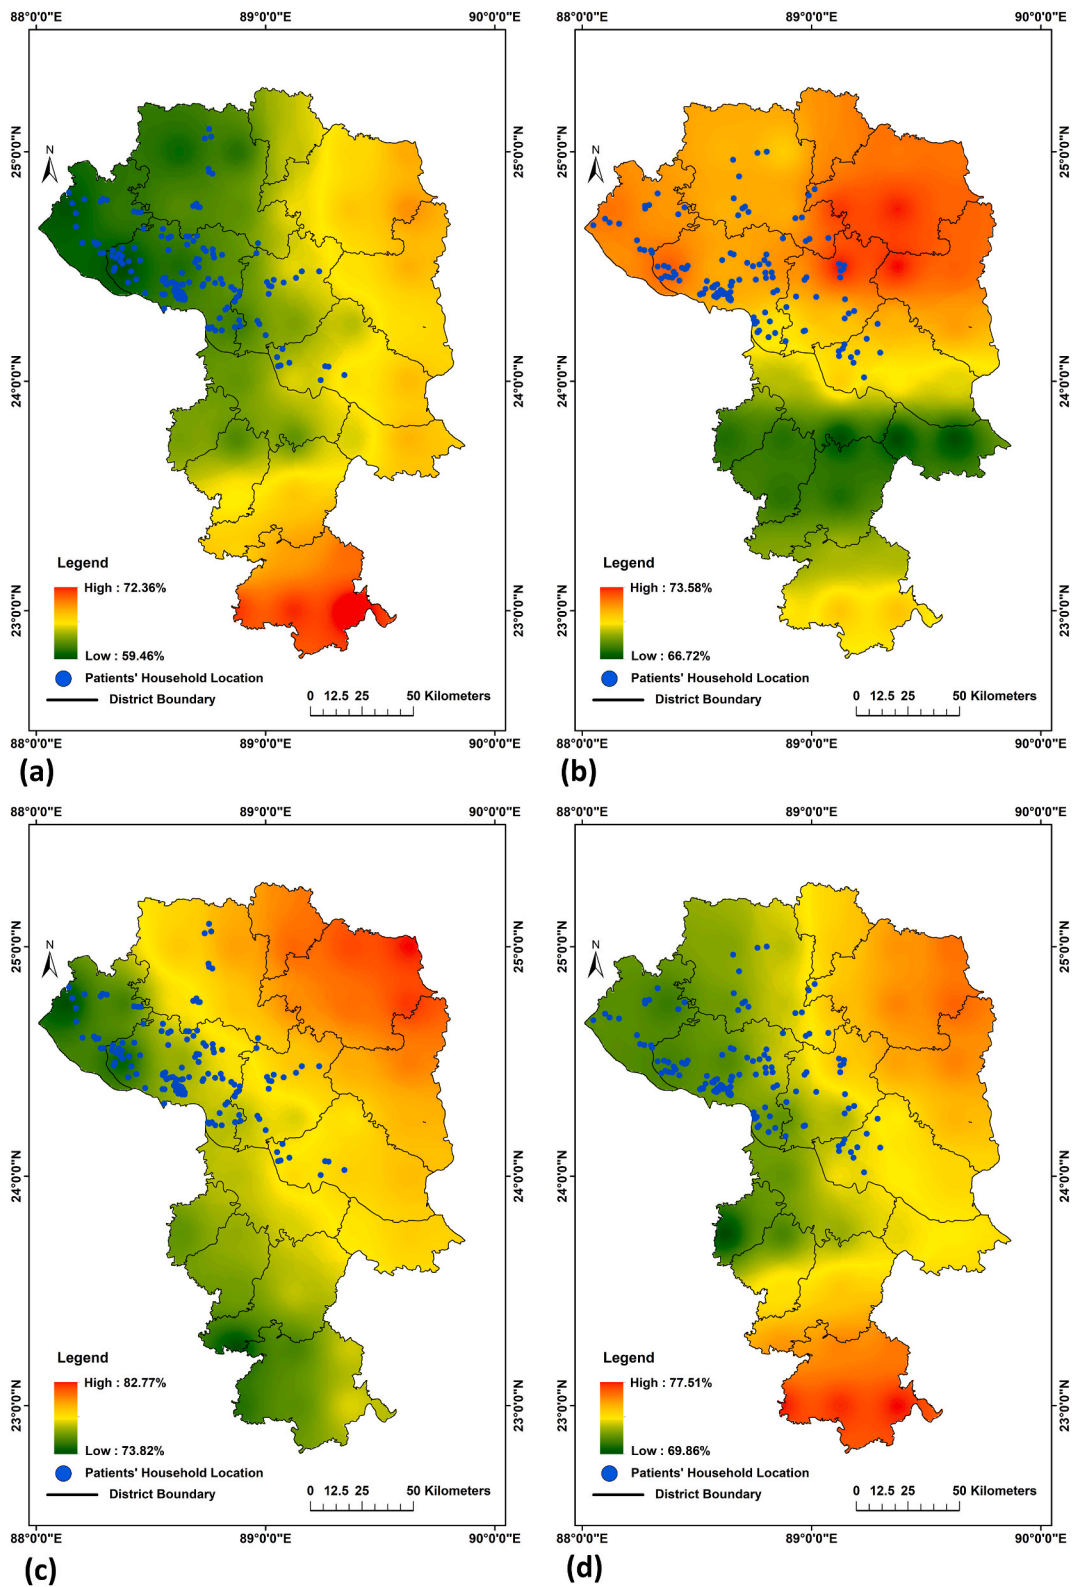 88°0'0"E 89°0'0"E 90°0'0"E 88°0'0"E 89°0'0"E 90°0'0"E
25°0'0"N 25°0'0"N 25°0'0"N 25°0'0"N
N N
24°0'0"N 24°0'0"N 24°0'0"N 24°0'0"N
23°0'0"N 23°0'0"N 23°0'0"N 23°0'0"N
Legend
High : 72.36%
Low : 59.46%
Patients' Household Location
District Boundary
0 12.5 25 50 Kilometers
Legend
High : 73.58%
Low : 66.72%
Patients' Household Location
District Boundary
0 12.5 25 50 Kilometers
88°0'0"E 89°0'0"E 90°0'0"E 88°0'0"E 89°0'0"E 90°0'0"E
(a) (b)
88°0'0"E 89°0'0"E 90°0'0"E 88°0'0"E 89°0'0"E 90°0'0"E
25°0'0"N 25°0'0"N 25°0'0"N 25°0'0"N
N N
24°0'0"N 24°0'0"N 24°0'0"N 24°0'0"N
23°0'0"N 23°0'0"N 23°0'0"N 23°0'0"N
Legend
High : 82.77%
Low : 73.82%
Patients' Household Location
District Boundary
0 12.5 25 50 Kilometers
Legend
High : 77.51%
Low : 69.86%
Patients' Household Location
District Boundary
0 12.5 25 50 Kilometers
88°0'0"E 89°0'0"E 90°0'0"E 88°0'0"E 89°0'0"E 90°0'0"E
(c) (d)